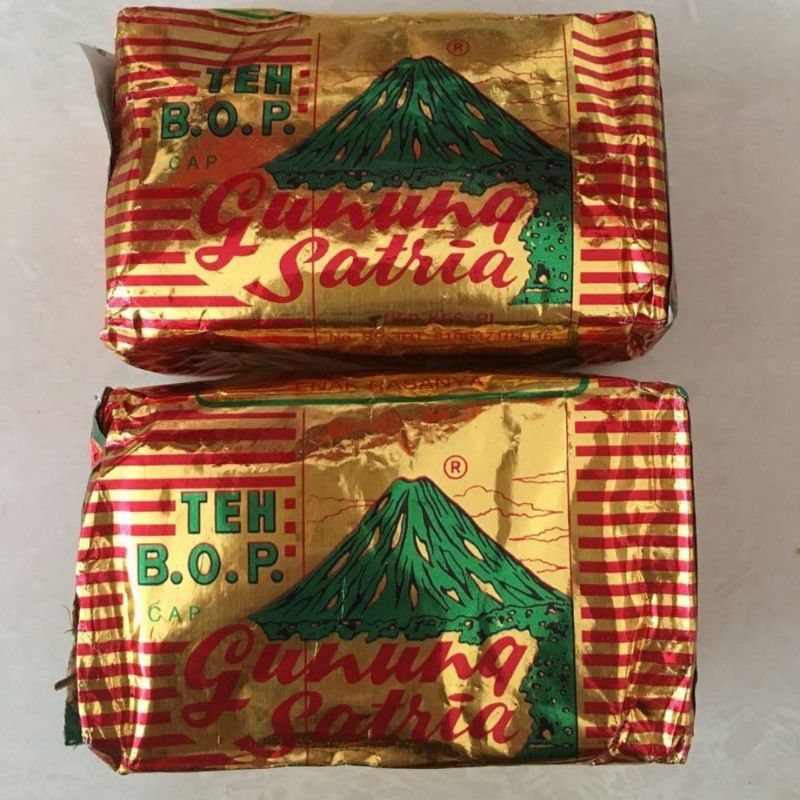 TEH
B.O.P.
CAP
®
Gunung
Satria
DEP. KES. RI
ENAK RASANYA
TEH
B.O.P.
CAP
®
Gunung
Satria